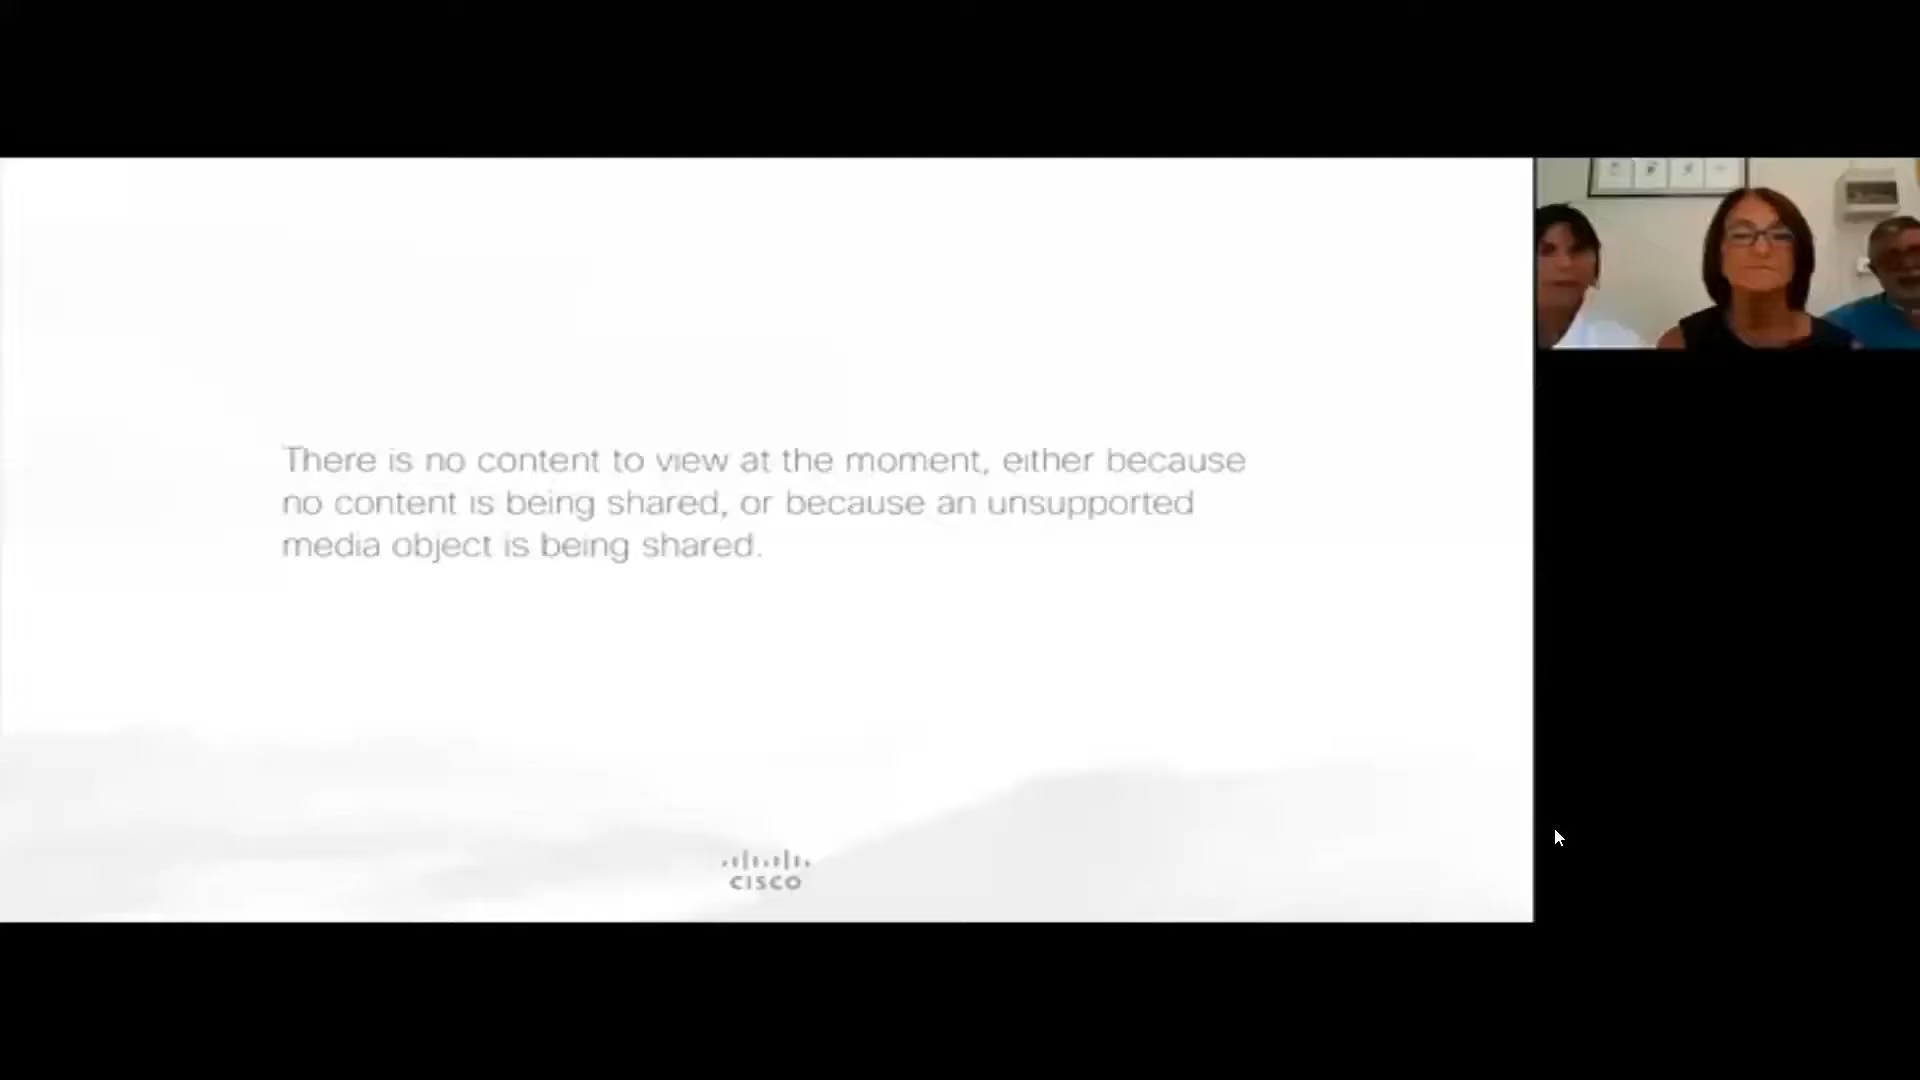 There is no content to view at the moment, either because
no content is being shared, or because an unsupported
media object is being shared.
CISCO